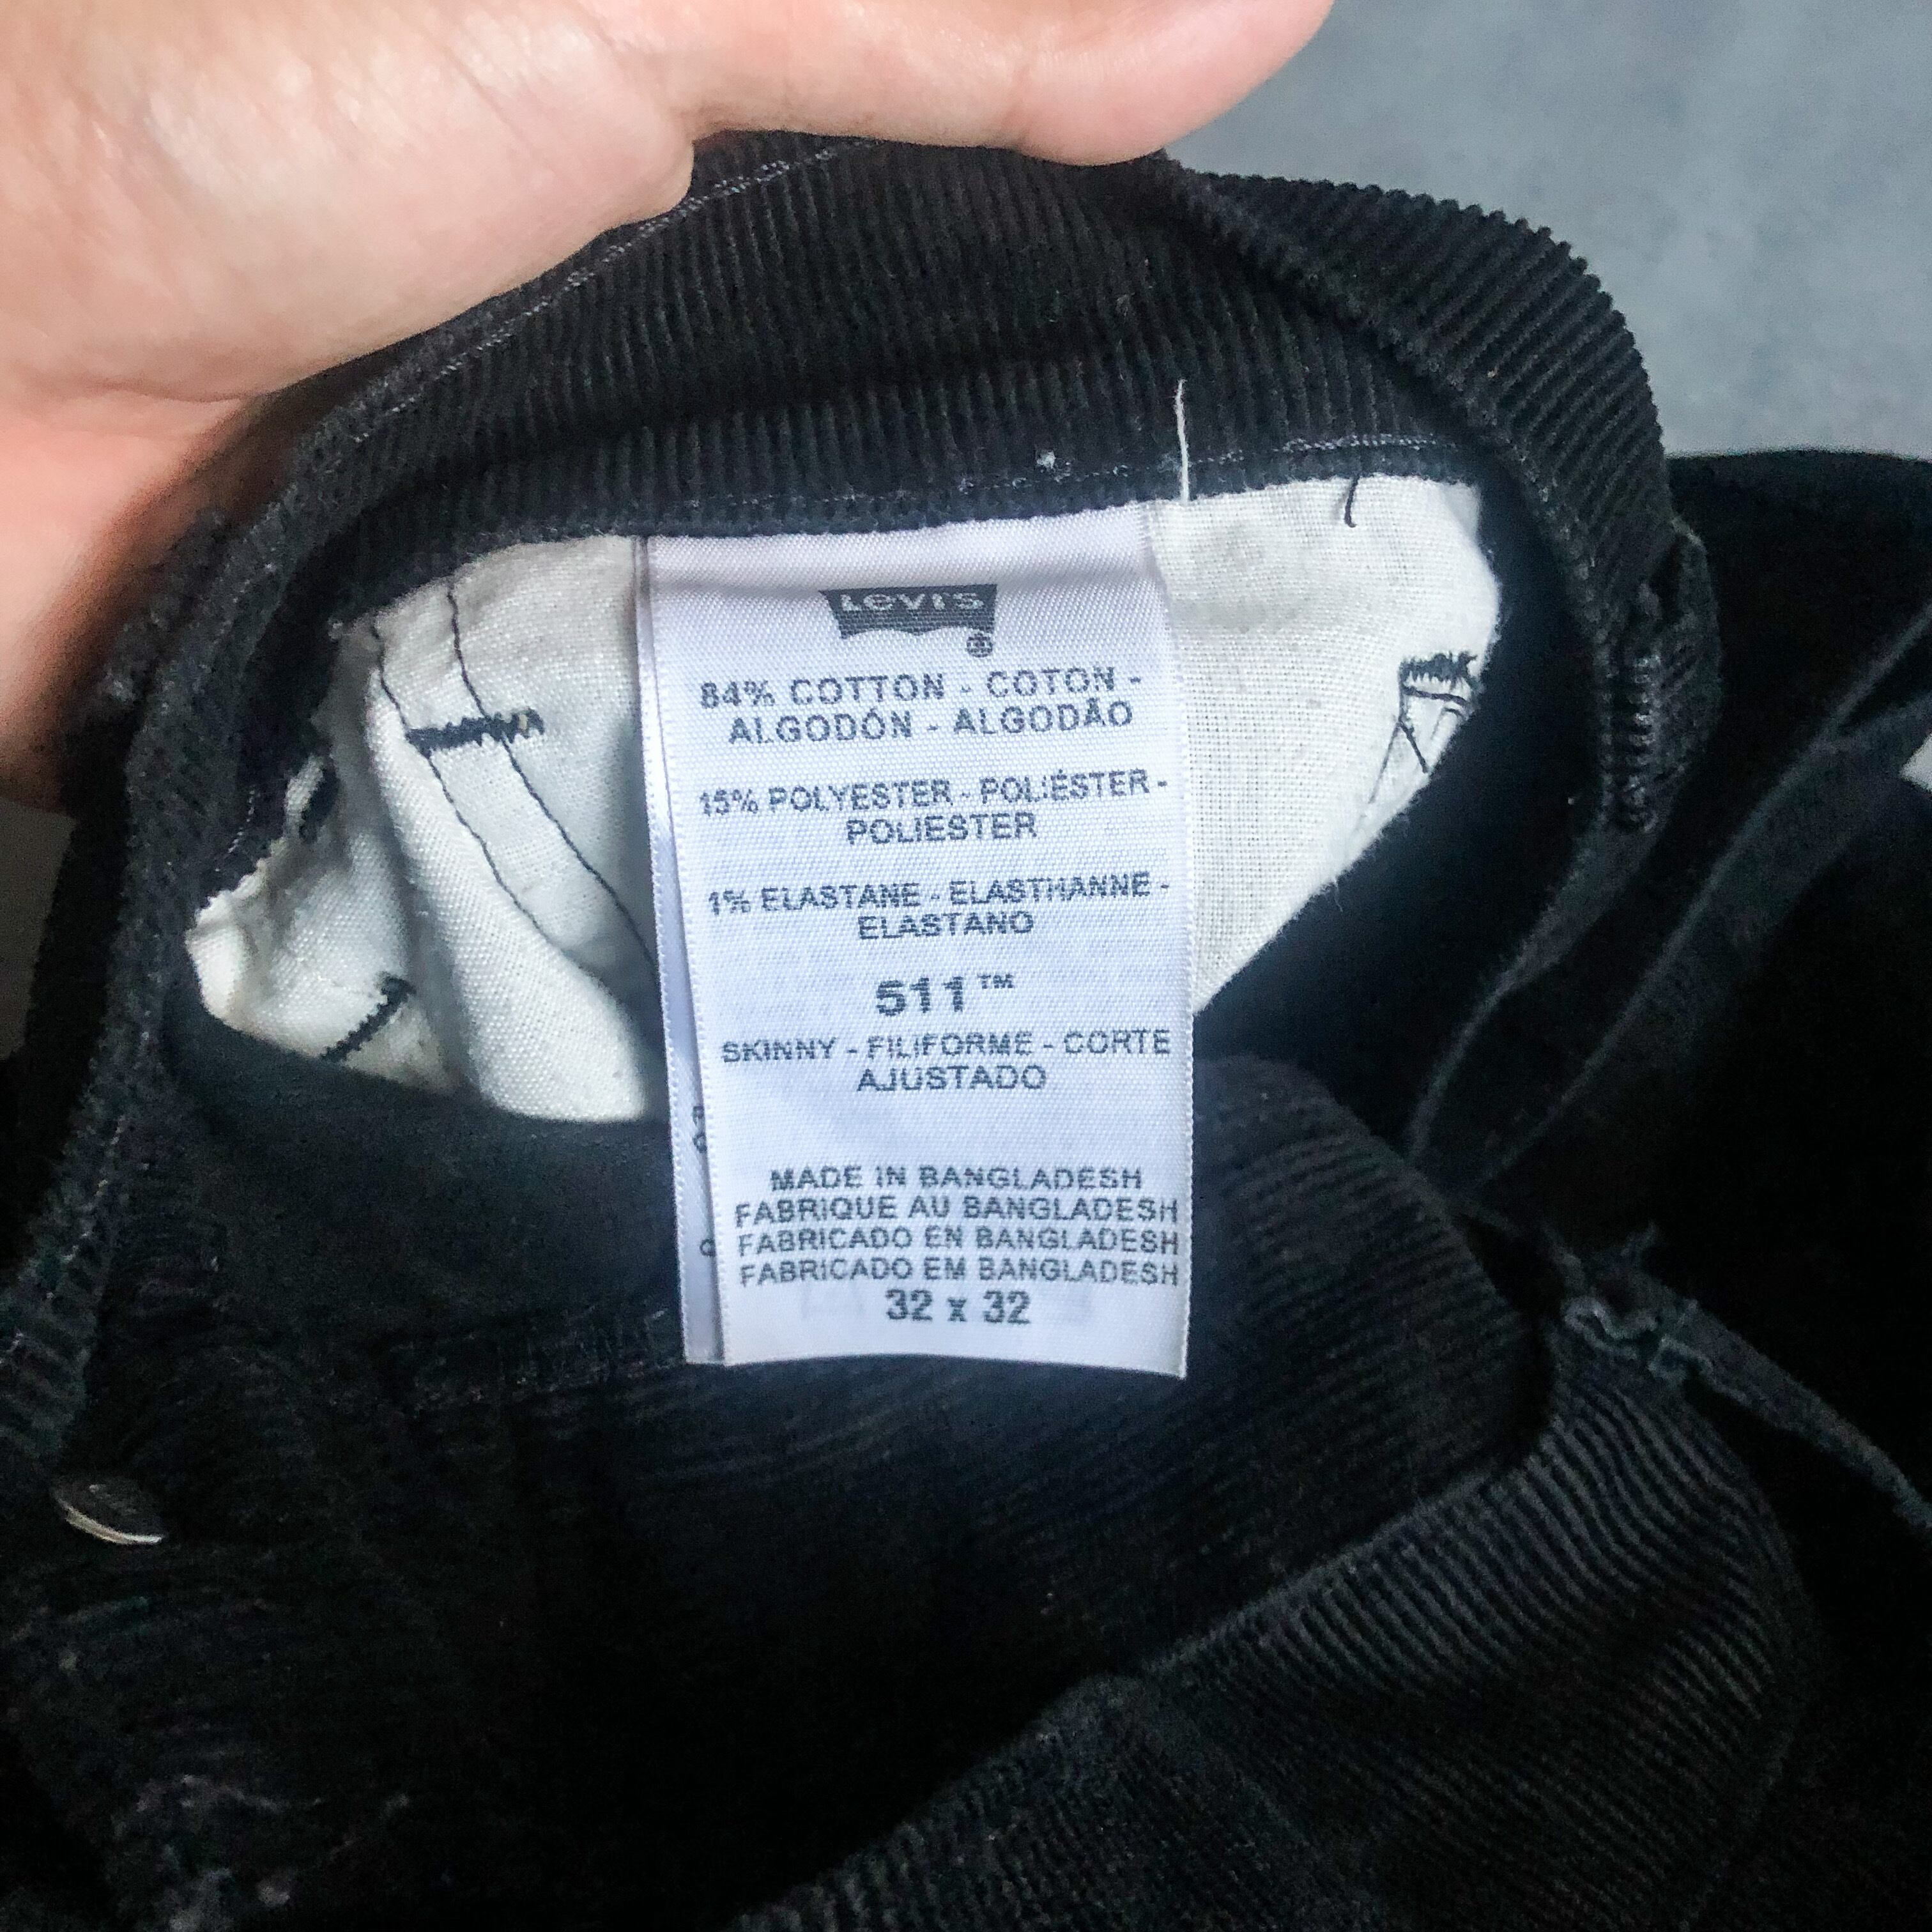 Levi's
®
84% COTTON - COTON -
ALGODÓN - ALGODÃO
15% POLYESTER - POLIÉSTER -
POLIESTER
1% ELASTANE - ELASTHANNE -
ELASTANO
511™
SKINNY - FILIFORME - CORTE
AJUSTADO
MADE IN BANGLADESH
FABRIQUE AU BANGLADESH
FABRICADO EN BANGLADESH
FABRICADO EM BANGLADESH
32 x 32